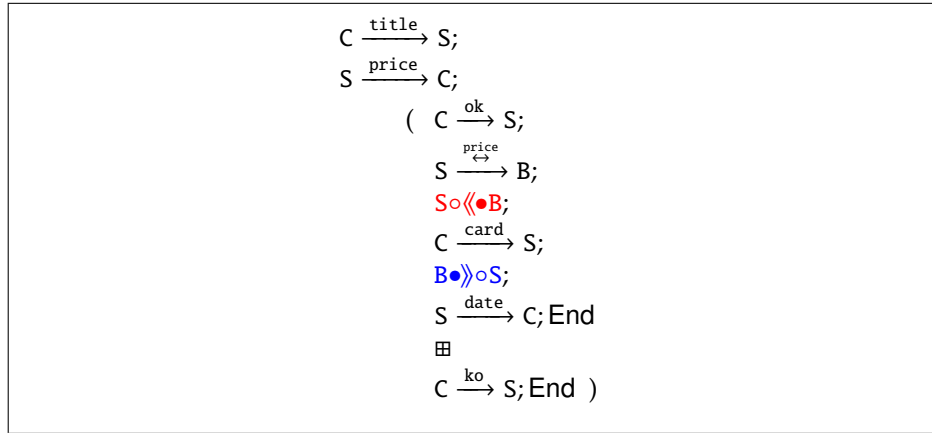 C —title→ S;
S —price→ C;
( C —ok→ S;
S —price↔→ B;
S∘⟪•B;
C —card→ S;
B•⟫∘S;
S —date→ C; End
⊞
C —ko→ S; End )